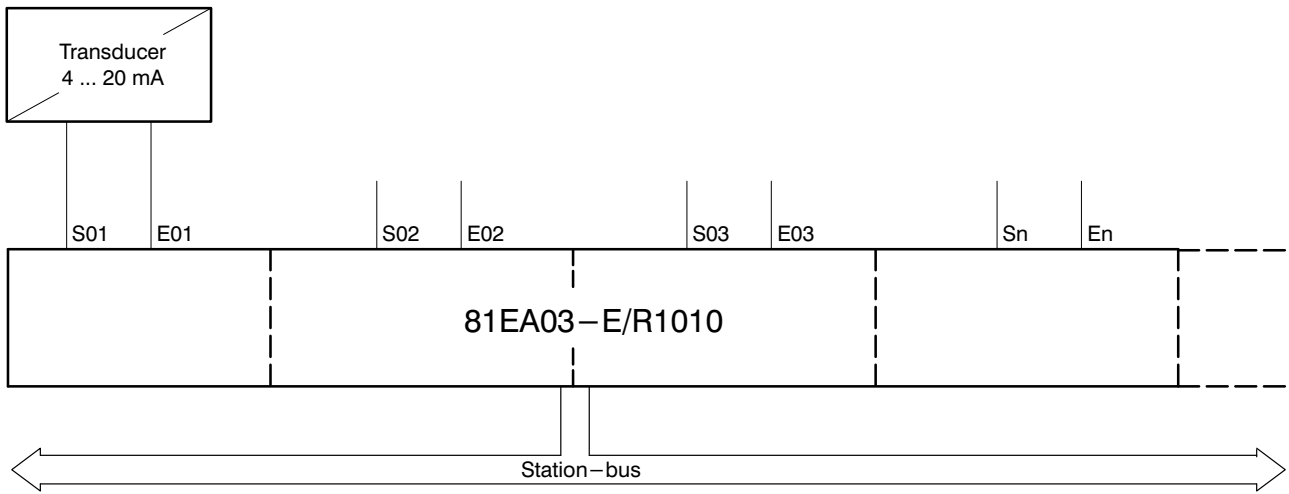 Transducer
4 ... 20 mA
S01 E01 S02 E02 S03 E03 Sn En
81EA03–E/R1010
Station–bus